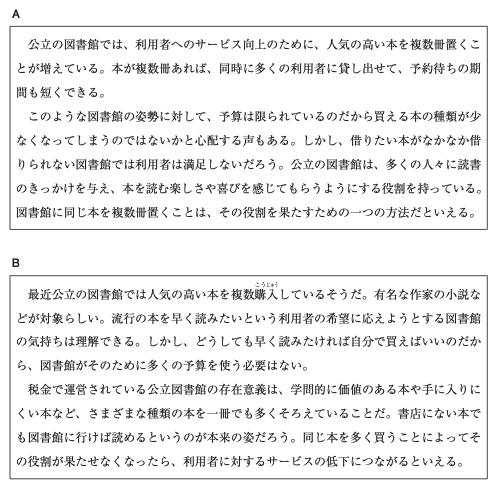 A
公立の図書館では、利用者へのサービス向上のために、人気の高い本を複数冊置くこ
とが増えている。本が複数冊あれば、同時に多くの利用者に貸し出せて、予約待ちの期
間も短くできる。
このような図書館の姿勢に対して、予算は限られているのだから買える本の種類が少
なくなってしまうのではないかと心配する声もある。しかし、借りたい本がなかなか借
りられない図書館では利用者は満足しないだろう。公立の図書館は、多くの人々に読書
のきっかけを与え、本を読む楽しさや喜びを感じてもらうようにする役割を持っている。
図書館に同じ本を複数冊置くことは、その役割を果たすための一つの方法だといえる。
B
こうにゅう
最近公立の図書館では人気の高い本を複数購入しているそうだ。有名な作家の小説な
どが対象らしい。流行の本を早く読みたいという利用者の希望に応えようとする図書館
の気持ちは理解できる。しかし、どうしても早く読みたければ自分で買えばいいのだか
ら、図書館がそのために多くの予算を使う必要はない。
税金で運営されている公立図書館の存在意義は、学問的に価値のある本や手に入りに
くい本など、さまざまな種類の本を一冊でも多くそろえていることだ。書店にない本で
も図書館に行けば読めるというのが本来の姿だろう。同じ本を多く買うことによってそ
の役割が果たせなくなったら、利用者に対するサービスの低下につながるといえる。